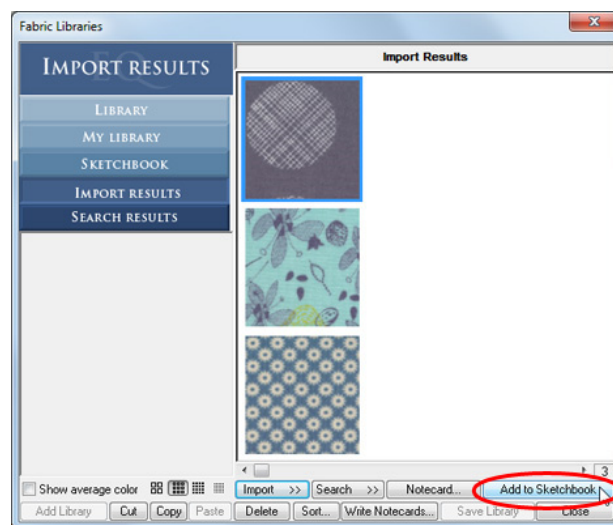 Fabric Libraries
IMPORT RESULTS
Import Results
LIBRARY
MY LIBRARY
SKETCHBOOK
IMPORT RESULTS
SEARCH RESULTS
3
Show average color
Import >> Search >> Notecard... Add to Sketchbook
Add Library Cut Copy Paste Delete Sort... Write Notecards... Save Library Close